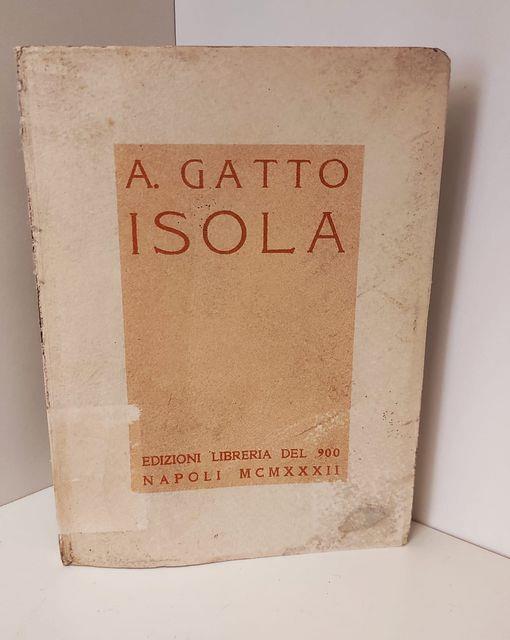 A. GATTO
ISOLA
EDIZIONI LIBRERIA DEL 900
NAPOLI MCMXXXII